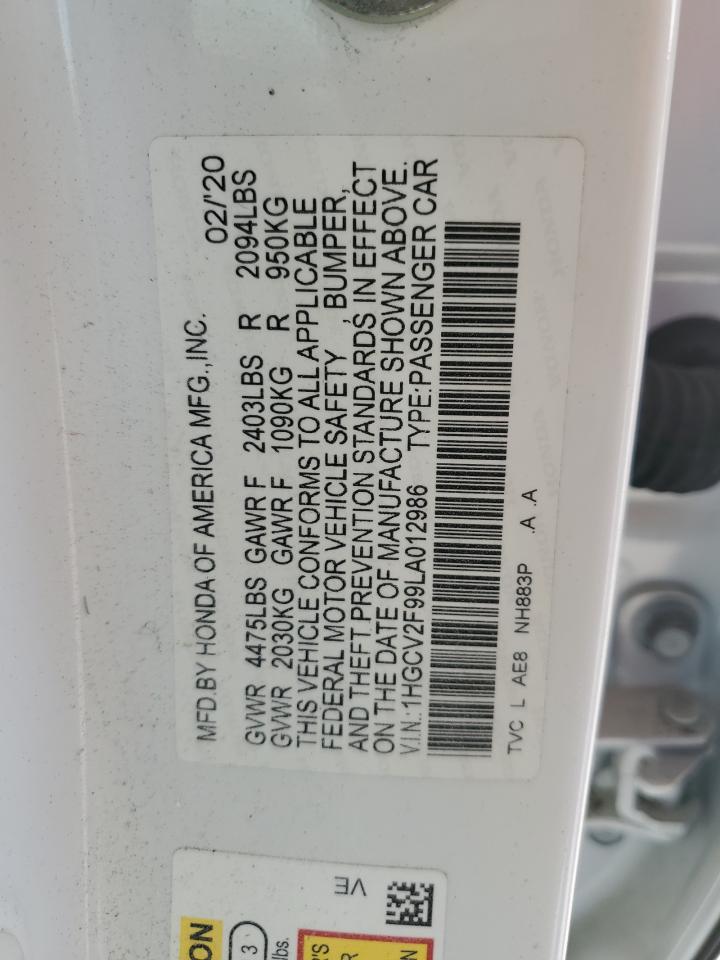 MFD.BY HONDA OF AMERICA MFG.,INC. 02/'20
GVWR 4475LBS GAWR F 2403LBS R 2094LBS
GVWR 2030KG GAWR F 1090KG R 950KG
THIS VEHICLE CONFORMS TO ALL APPLICABLE
FEDERAL MOTOR VEHICLE SAFETY , BUMPER,
AND THEFT PREVENTION STANDARDS IN EFFECT
ON THE DATE OF MANUFACTURE SHOWN ABOVE.
V.I.N.:1HGCV2F99LA012986 TYPE:PASSENGER CAR
TVC L AE8 NH883P .A .A
VE
3
lbs.